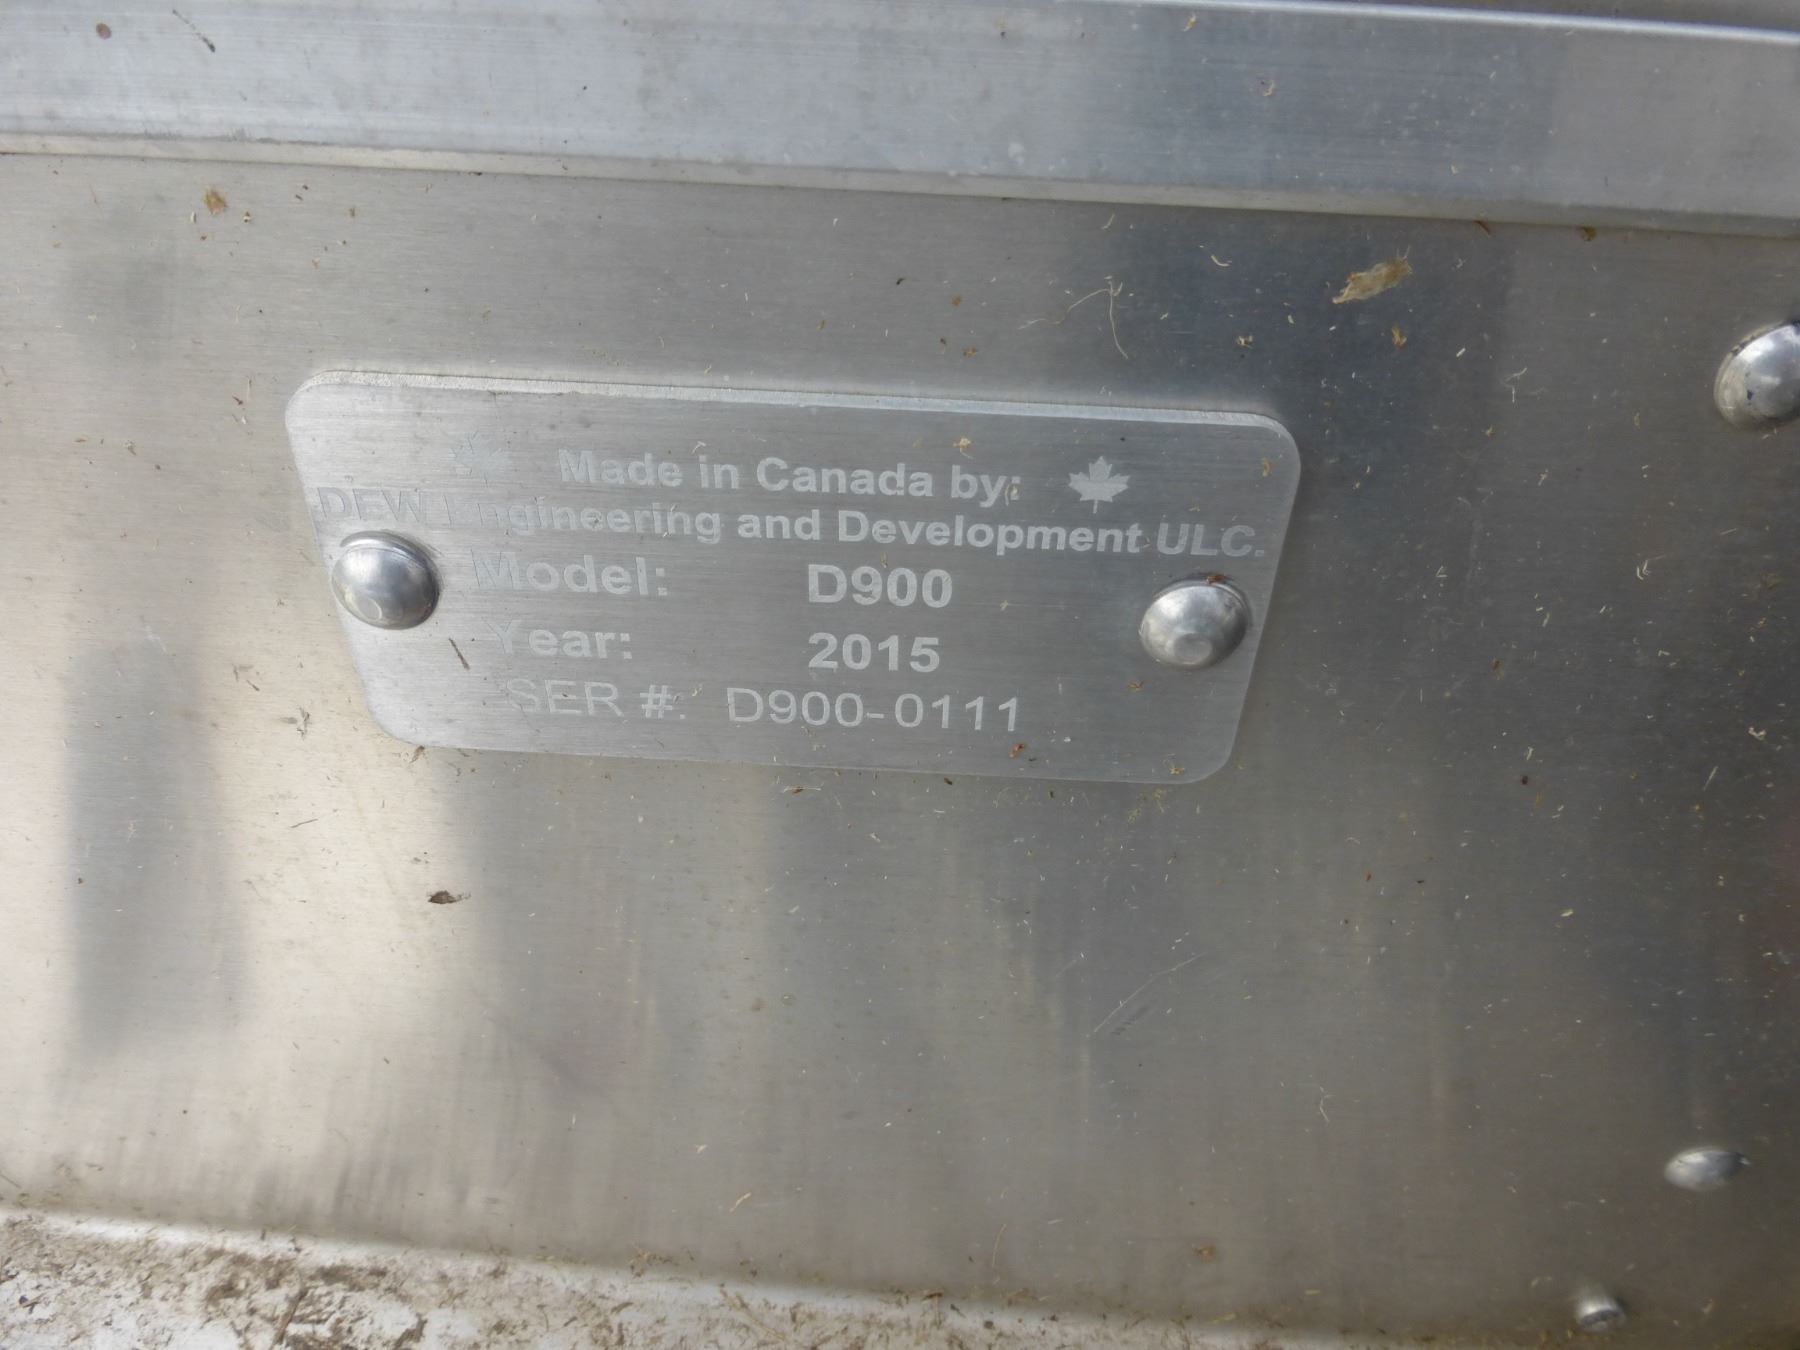 Made in Canada by:
DEW Engineering and Development ULC.
Model: D900
Year: 2015
SER #: D900-0111